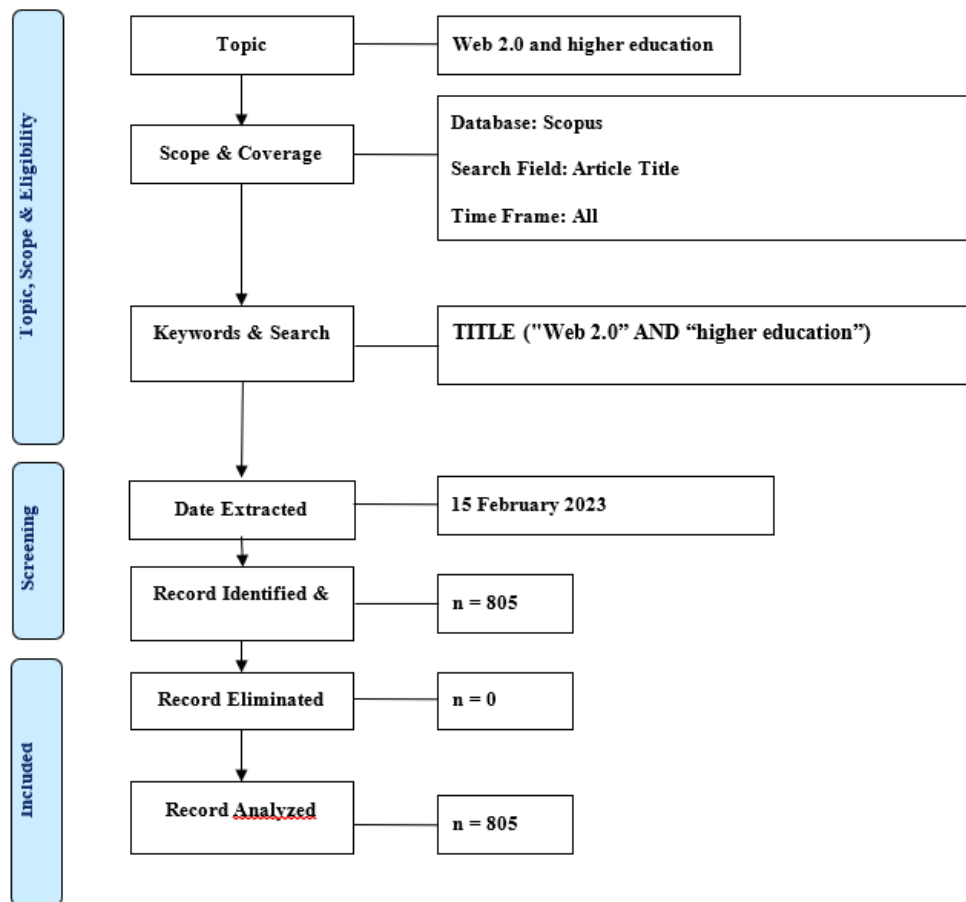 Topic, Scope & Eligibility
Topic
Web 2.0 and higher education
Scope & Coverage
Database: Scopus
Search Field: Article Title
Time Frame: All
Keywords & Search
TITLE ("Web 2.0” AND “higher education”)
Screening
Date Extracted
15 February 2023
Record Identified &
n = 805
Included
Record Eliminated
n = 0
Record Analyzed
n = 805